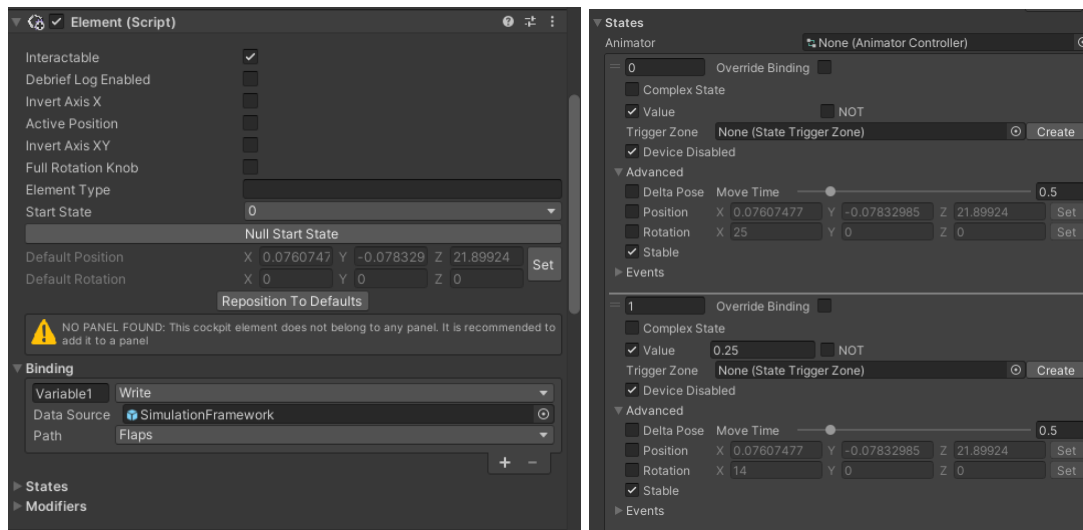 Element (Script)
Interactable
Debrief Log Enabled
Invert Axis X
Active Position
Invert Axis XY
Full Rotation Knob
Element Type
Start State 0
Null Start State
Default Position X 0.0760747 Y -0.078329 Z 21.89924
Set
Default Rotation X 0 Y 0 Z 0
Reposition To Defaults
NO PANEL FOUND: This cockpit element does not belong to any panel. It is recommended to
add it to a panel
Binding
Variable1 Write
Data Source SimulationFramework
Path Flaps
+ -
States
Modifiers
States
Animator None (Animator Controller)
0 Override Binding
Complex State
Value NOT
Trigger Zone None (State Trigger Zone) Create
Device Disabled
Advanced
Delta Pose Move Time 0.5
Position X 0.07607477 Y -0.07832985 Z 21.89924 Set
Rotation X 25 Y 0 Z 0 Set
Stable
Events
1 Override Binding
Complex State
Value 0.25 NOT
Trigger Zone None (State Trigger Zone) Create
Device Disabled
Advanced
Delta Pose Move Time 0.5
Position X 0.07607477 Y -0.07832985 Z 21.89924 Set
Rotation X 14 Y 0 Z 0 Set
Stable
Events